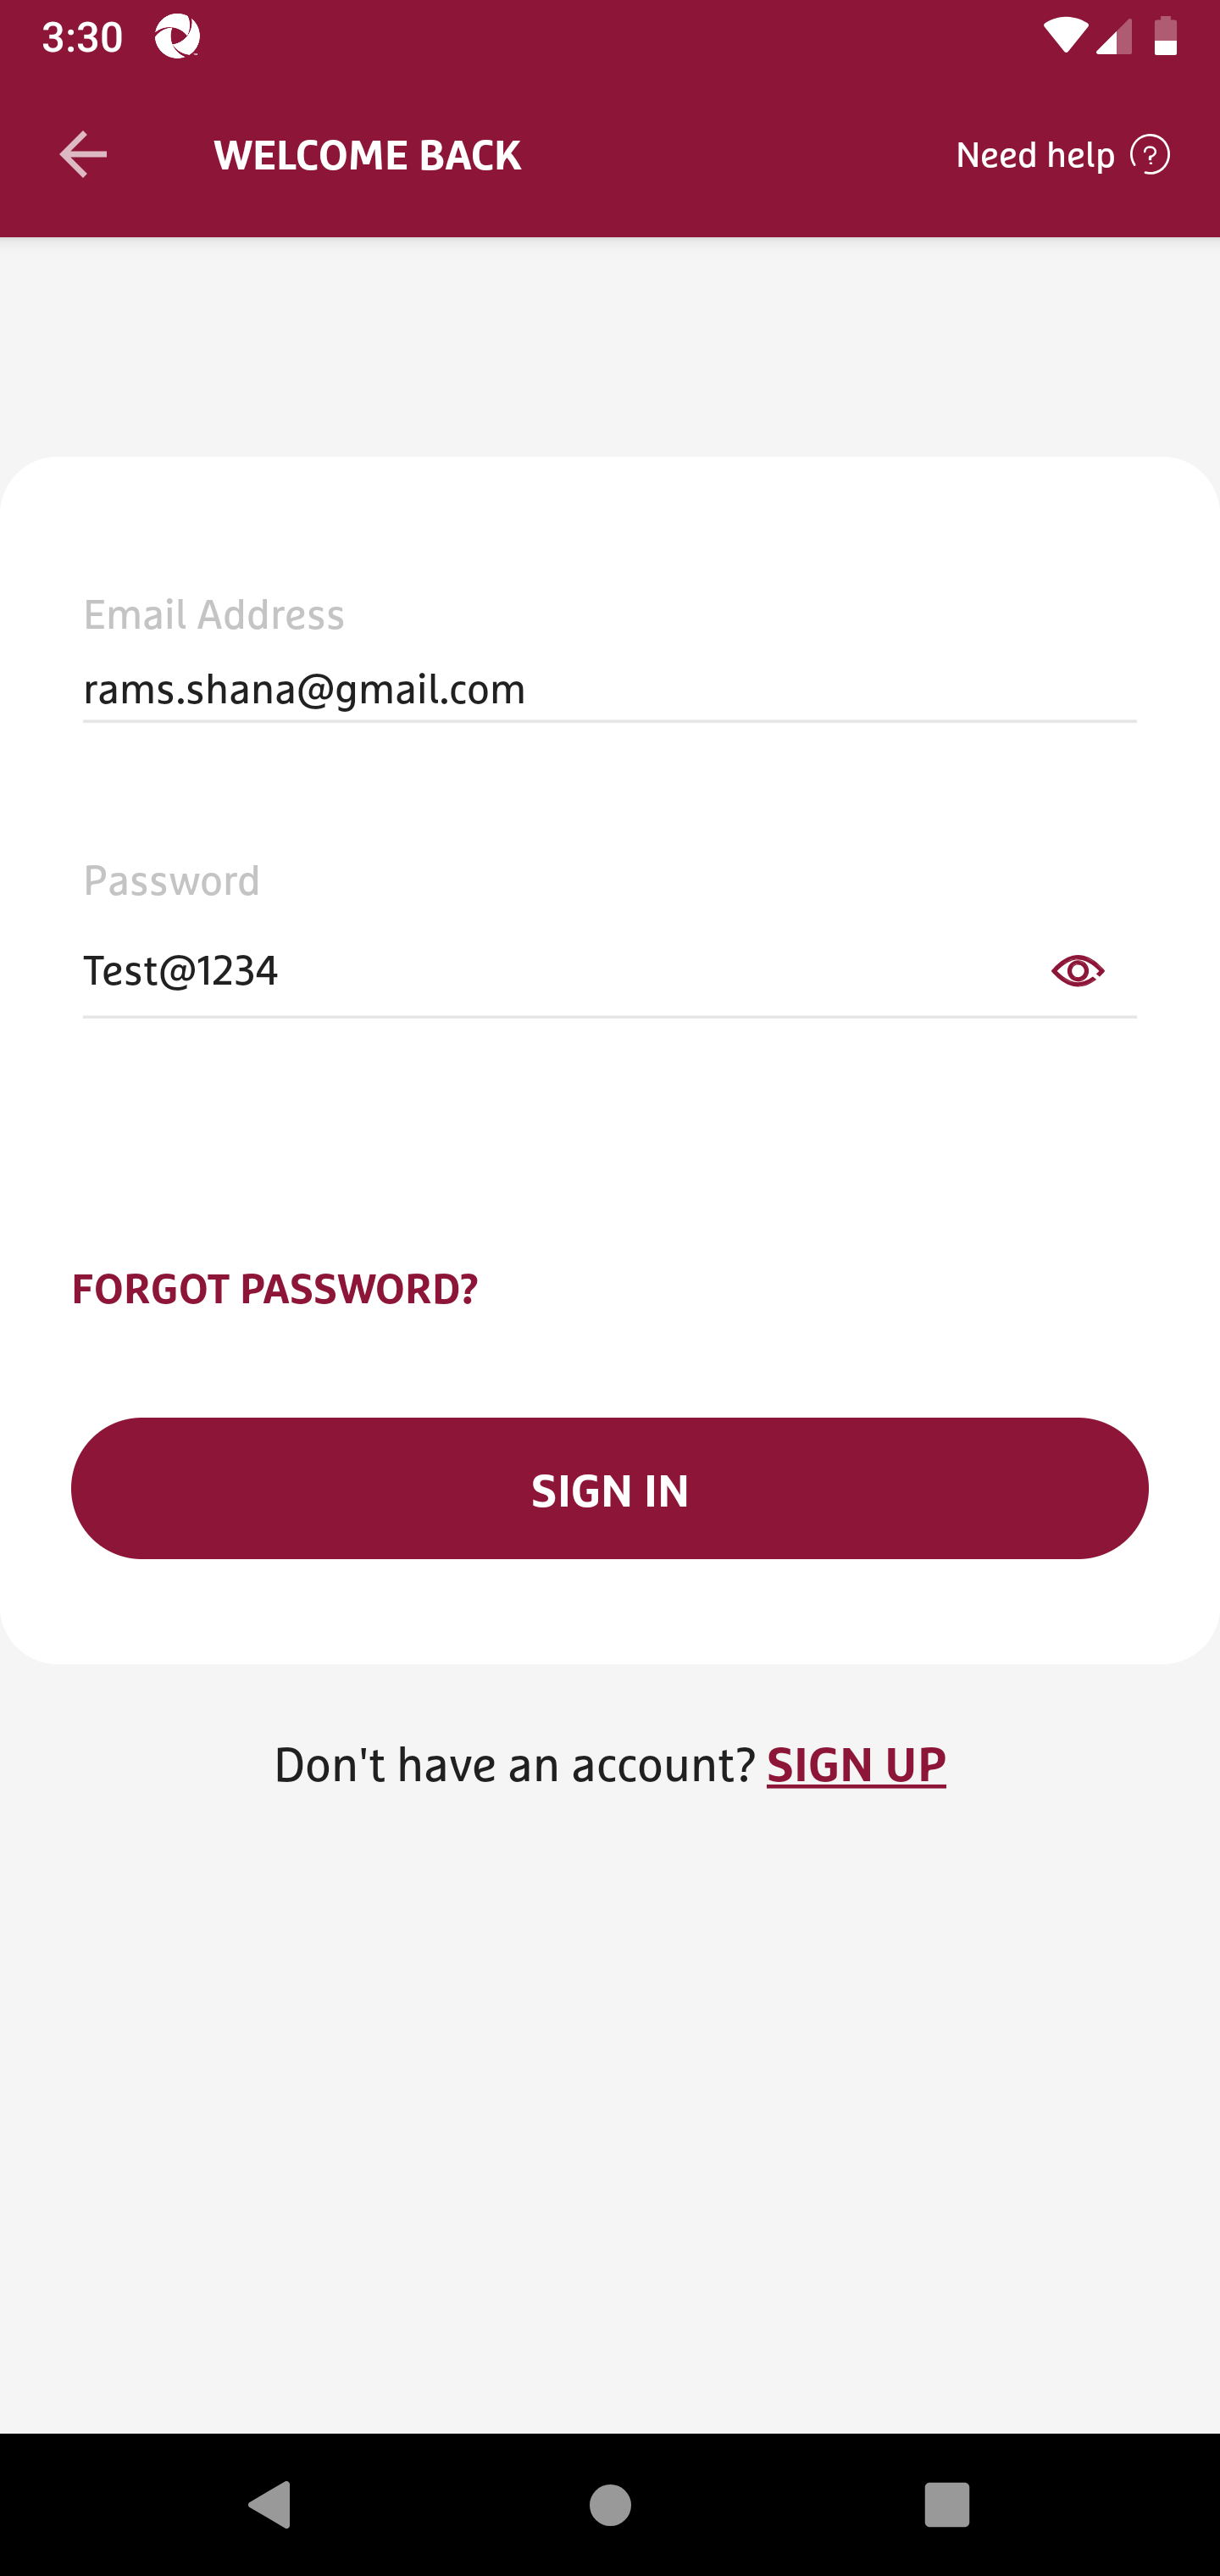 3:30
WELCOME BACK
Need help ?
Email Address
rams.shana@gmail.com
Password
Test@1234
FORGOT PASSWORD?
SIGN IN
Don't have an account? SIGN UP